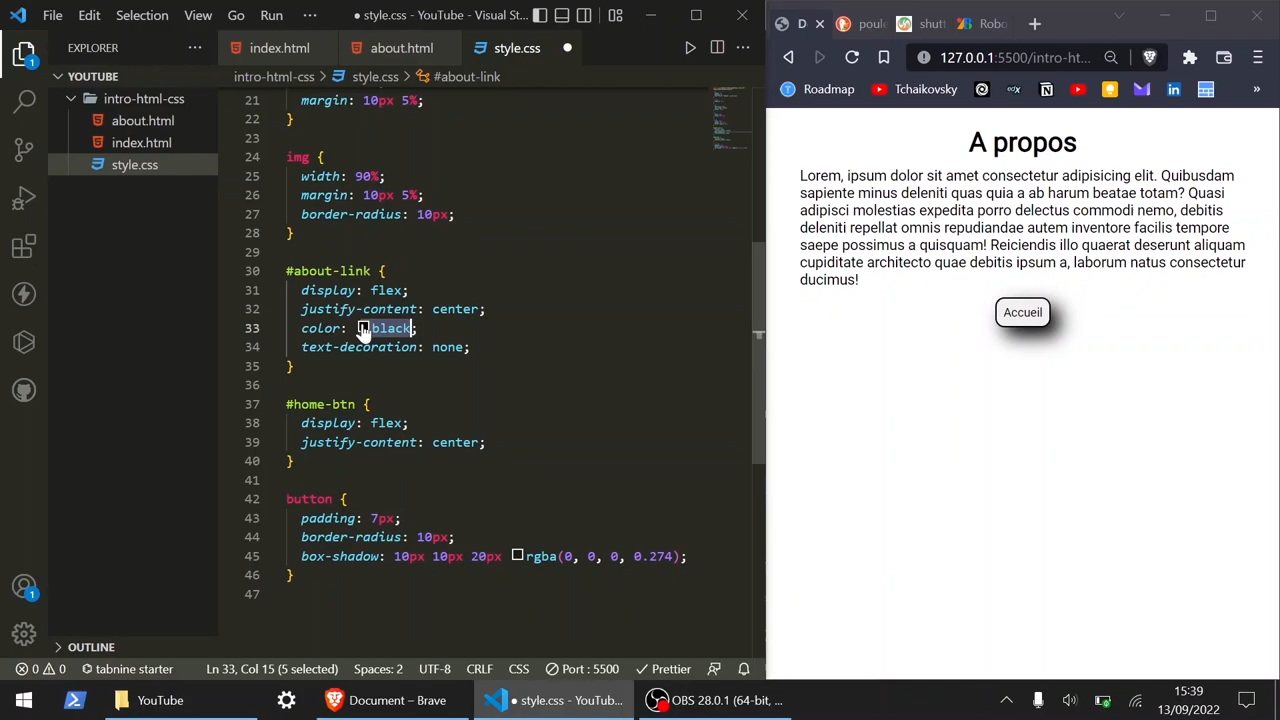 File Edit Selection View Go Run ··· style.css - YouTube - Visual St...
EXPLORER ···
YOUTUBE
intro-html-css
about.html
index.html
style.css
OUTLINE
index.html about.html style.css
intro-html-css > style.css > #about-link
21 margin: 10px 5%;
22 }
23
24 img {
25 width: 90%;
26 margin: 10px 5%;
27 border-radius: 10px;
28 }
29
30 #about-link {
31 display: flex;
32 justify-content: center;
33 color: black;
34 text-decoration: none;
35 }
36
37 #home-btn {
38 display: flex;
39 justify-content: center;
40 }
41
42 button {
43 padding: 7px;
44 border-radius: 10px;
45 box-shadow: 10px 10px 20px rgba(0, 0, 0, 0.274);
46 }
47
1
1
0 0 tabnine starter Ln 33, Col 15 (5 selected) Spaces: 2 UTF-8 CRLF CSS Port : 5500 Prettier
D poule shutt Robo
127.0.0.1:5500/intro-ht...
Roadmap Tchaikovsky edX »
A propos
Lorem, ipsum dolor sit amet consectetur adipisicing elit. Quibusdam
sapiente minus deleniti quas quia a ab harum beatae totam? Quasi
adipisci molestias expedita porro delectus commodi nemo, debitis
deleniti repellat omnis repudiandae autem inventore facilis tempore
saepe possimus a quisquam! Reiciendis illo quaerat deserunt aliquam
cupiditate architecto quae debitis ipsum a, laborum natus consectetur
ducimus!
Accueil
YouTube Document - Brave style.css - YouTub... OBS 28.0.1 (64-bit, ...
15:39
13/09/2022